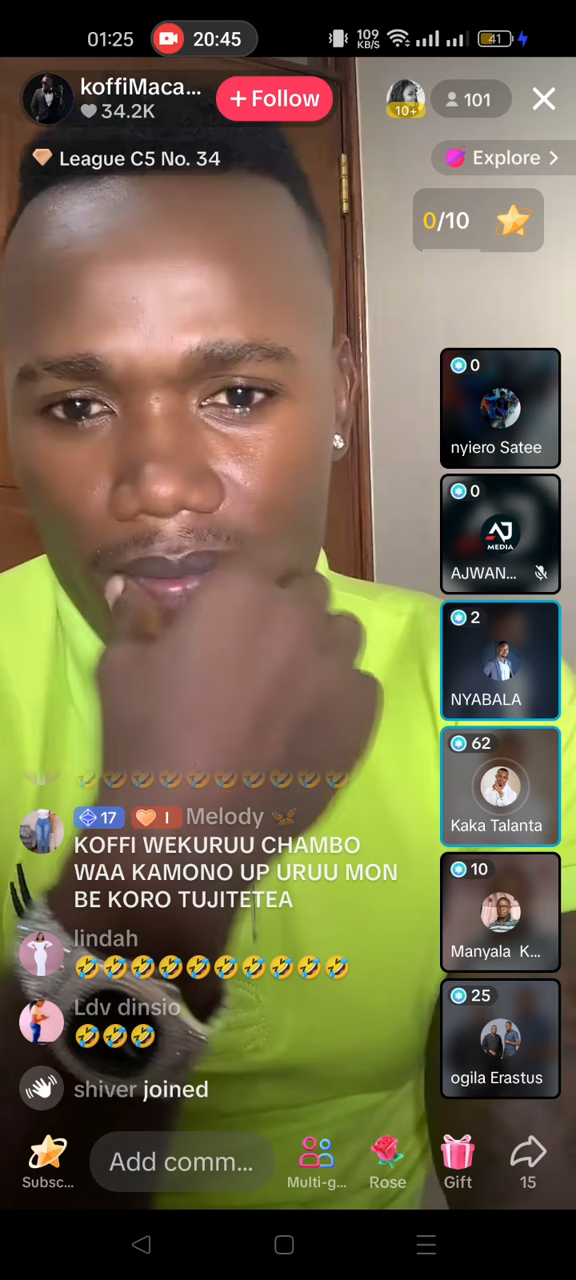 01:25
20:45
109
KB/S
41
koffiMaca...
34.2K
+ Follow
10+
101
League C5 No. 34
Explore >
0/10
0
nyiero Satee
0
AJ
MEDIA
AJWAN...
2
NYABALA
62
Kaka Talanta
10
Manyala K...
25
ogila Erastus
🤣🤣🤣🤣🤣🤣🤣🤣🤣🤣
17
I
Melody 🦋
KOFFI WEKURUU CHAMBO
WAA KAMONO UP URUU MON
BE KORO TUJITETEA
lindah
🤣🤣🤣🤣🤣🤣🤣🤣🤣🤣
Ldv dinsio
🤣🤣🤣
shiver joined
Subsc...
Add comm...
Multi-g...
Rose
Gift
15